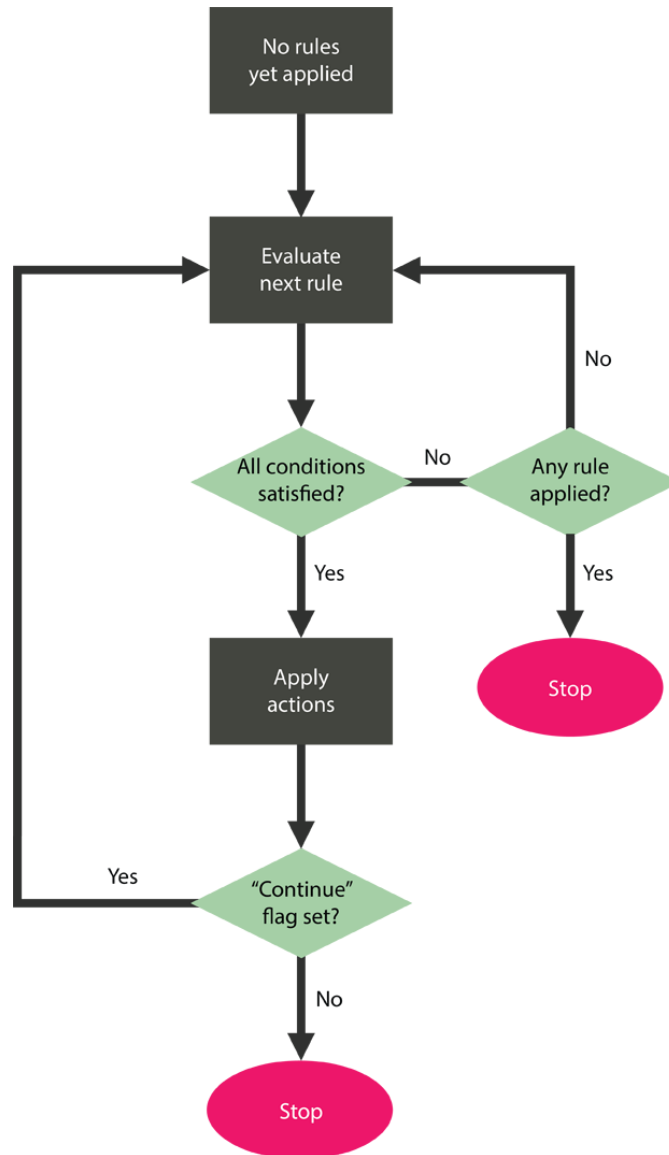 No rules
yet applied
Evaluate
next rule
No
All conditions
satisfied?
No
Any rule
applied?
Yes
Yes
Apply
actions
Stop
Yes
“Continue”
flag set?
No
Stop